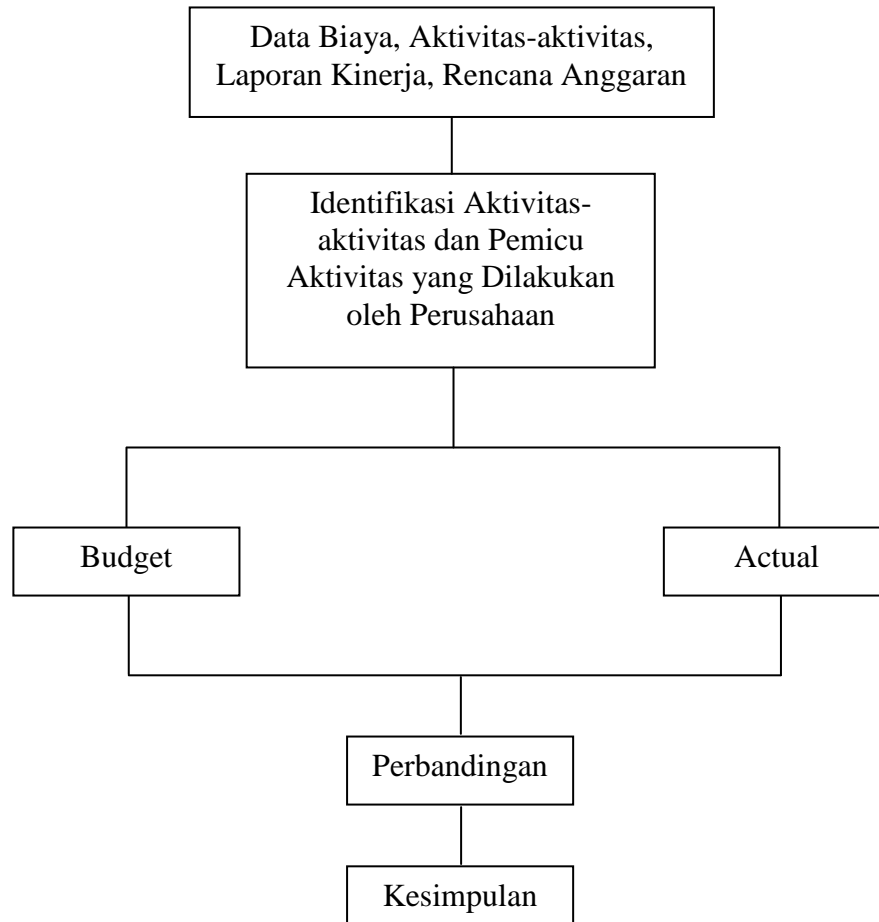 Data Biaya, Aktivitas-aktivitas,
Laporan Kinerja, Rencana Anggaran
Identifikasi Aktivitas-
aktivitas dan Pemicu
Aktivitas yang Dilakukan
oleh Perusahaan
Budget
Actual
Perbandingan
Kesimpulan